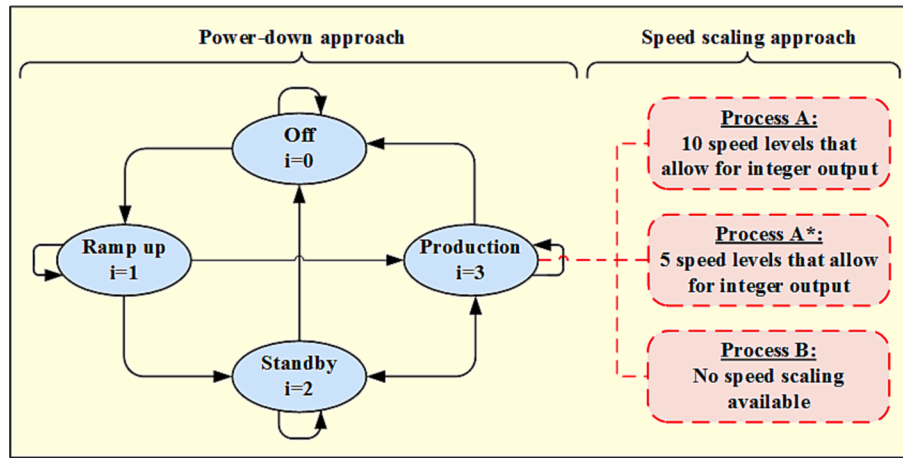 Power-down approach
Speed scaling approach
Off
i=0
Ramp up
i=1
Production
i=3
Standby
i=2
Process A:
10 speed levels that
allow for integer output
Process A*:
5 speed levels that allow
for integer output
Process B:
No speed scaling
available